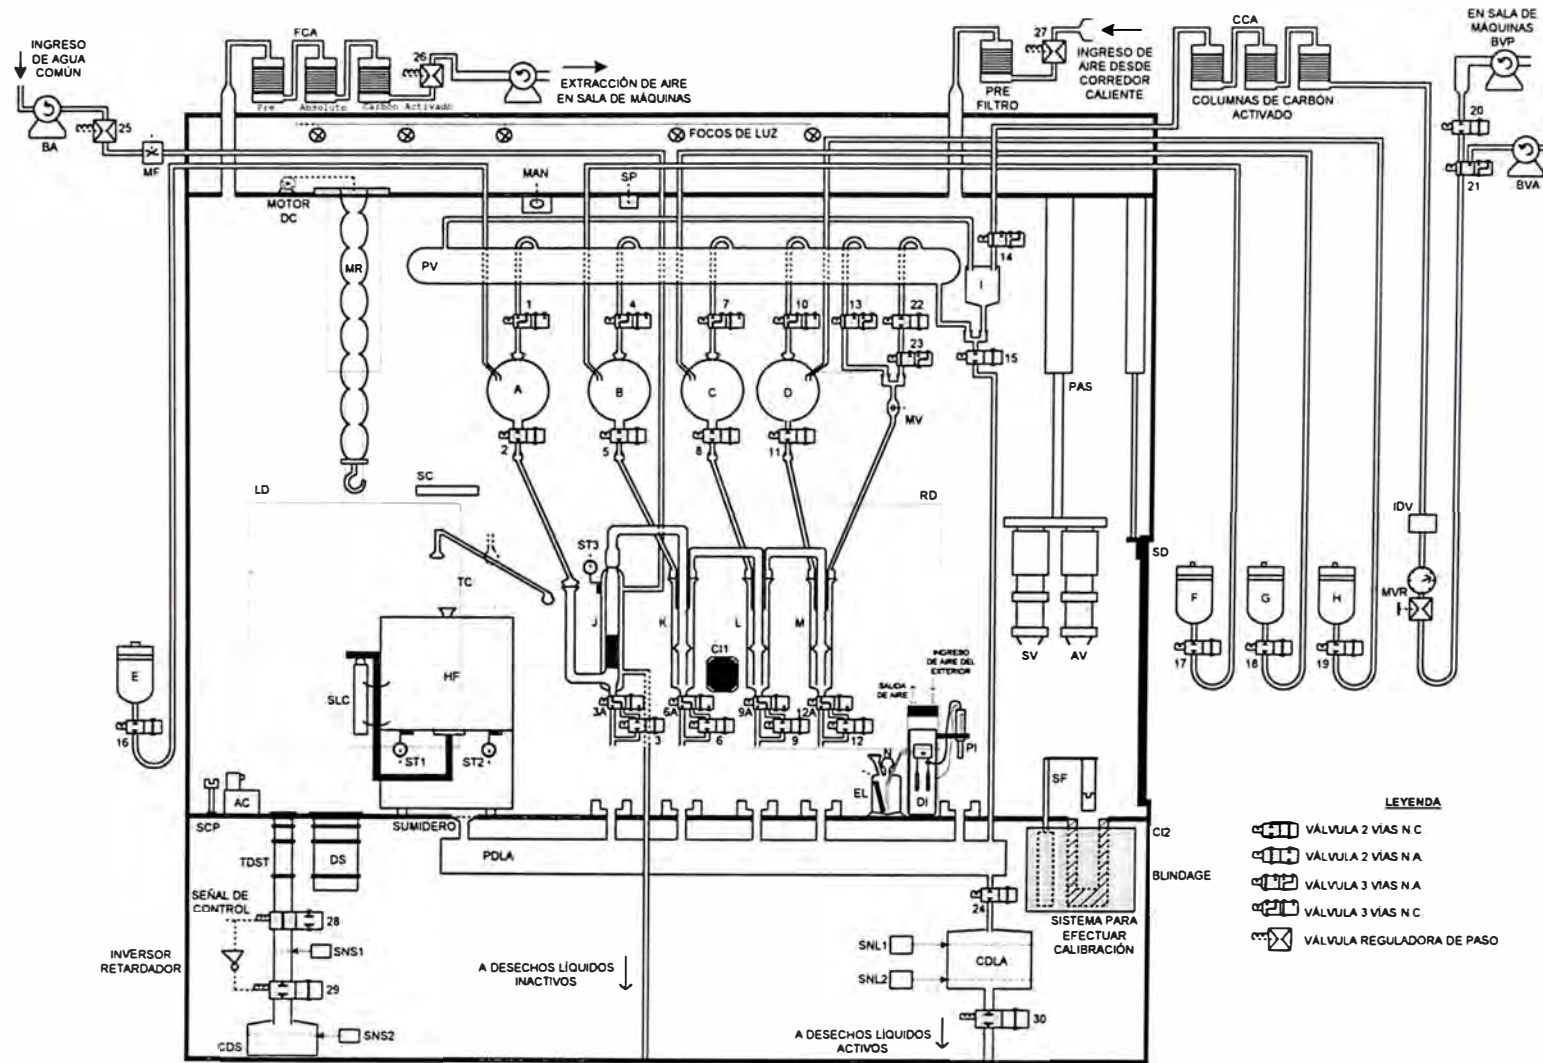 INGRESO
DE AGUA
COMÚN
BA
25
MF
FCA
Pre
Absoluto
Carbón Activado
26
EXTRACCIÓN DE AIRE
EN SALA DE MÁQUINAS
FOCOS DE LUZ
27
INGRESO DE
AIRE DESDE
CORREDOR
CALIENTE
PRE
FILTRO
CCA
COLUMNAS DE CARBÓN
ACTIVADO
EN SALA DE
MÁQUINAS
BVP
20
21
BVA
MOTOR
DC
MAN
SP
MR
PV
14
I
15
1
4
7
10
13
22
23
A
B
C
D
MV
2
5
8
11
PAS
LD
SC
RD
TC
ST3
J
K
L
M
CI1
SV
AV
SD
IDV
MVR
F
G
H
17
18
19
E
16
SLC
HF
ST1
ST2
3A
6A
9A
12A
3
6
9
12
INGRESO
DE AIRE DEL
EXTERIOR
SALIDA
DE AIRE
PI
N
EL
DI
SF
AC
SCP
SUMIDERO
PDLA
TDST
DS
CI2
BLINDAGE
SEÑAL DE
CONTROL
28
SNS1
INVERSOR
RETARDADOR
29
SNS2
CDS
A DESECHOS LÍQUIDOS
INACTIVOS
24
SNL1
SNL2
CDLA
30
A DESECHOS LÍQUIDOS
ACTIVOS
SISTEMA PARA
EFECTUAR
CALIBRACIÓN
LEYENDA
VÁLVULA 2 VÍAS N.C.
VÁLVULA 2 VÍAS N.A.
VÁLVULA 3 VÍAS N.A.
VÁLVULA 3 VÍAS N.C.
VÁLVULA REGULADORA DE PASO